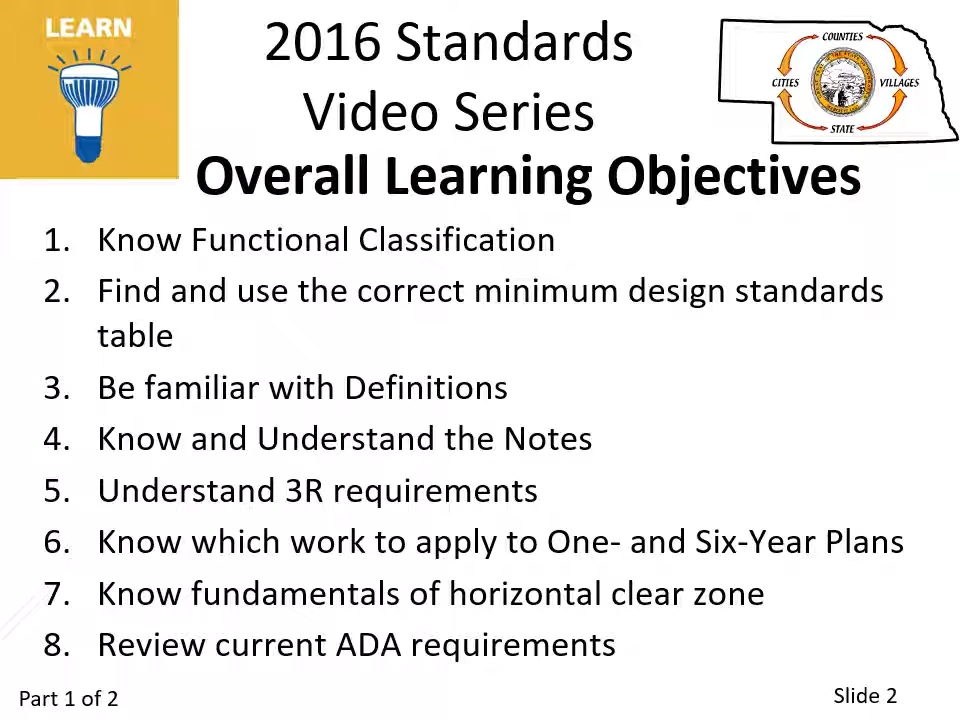 LEARN
2016 Standards
Video Series
COUNTIES
CITIES
VILLAGES
STATE
Overall Learning Objectives
1. Know Functional Classification
2. Find and use the correct minimum design standards
table
3. Be familiar with Definitions
4. Know and Understand the Notes
5. Understand 3R requirements
6. Know which work to apply to One- and Six-Year Plans
7. Know fundamentals of horizontal clear zone
8. Review current ADA requirements
Part 1 of 2
Slide 2